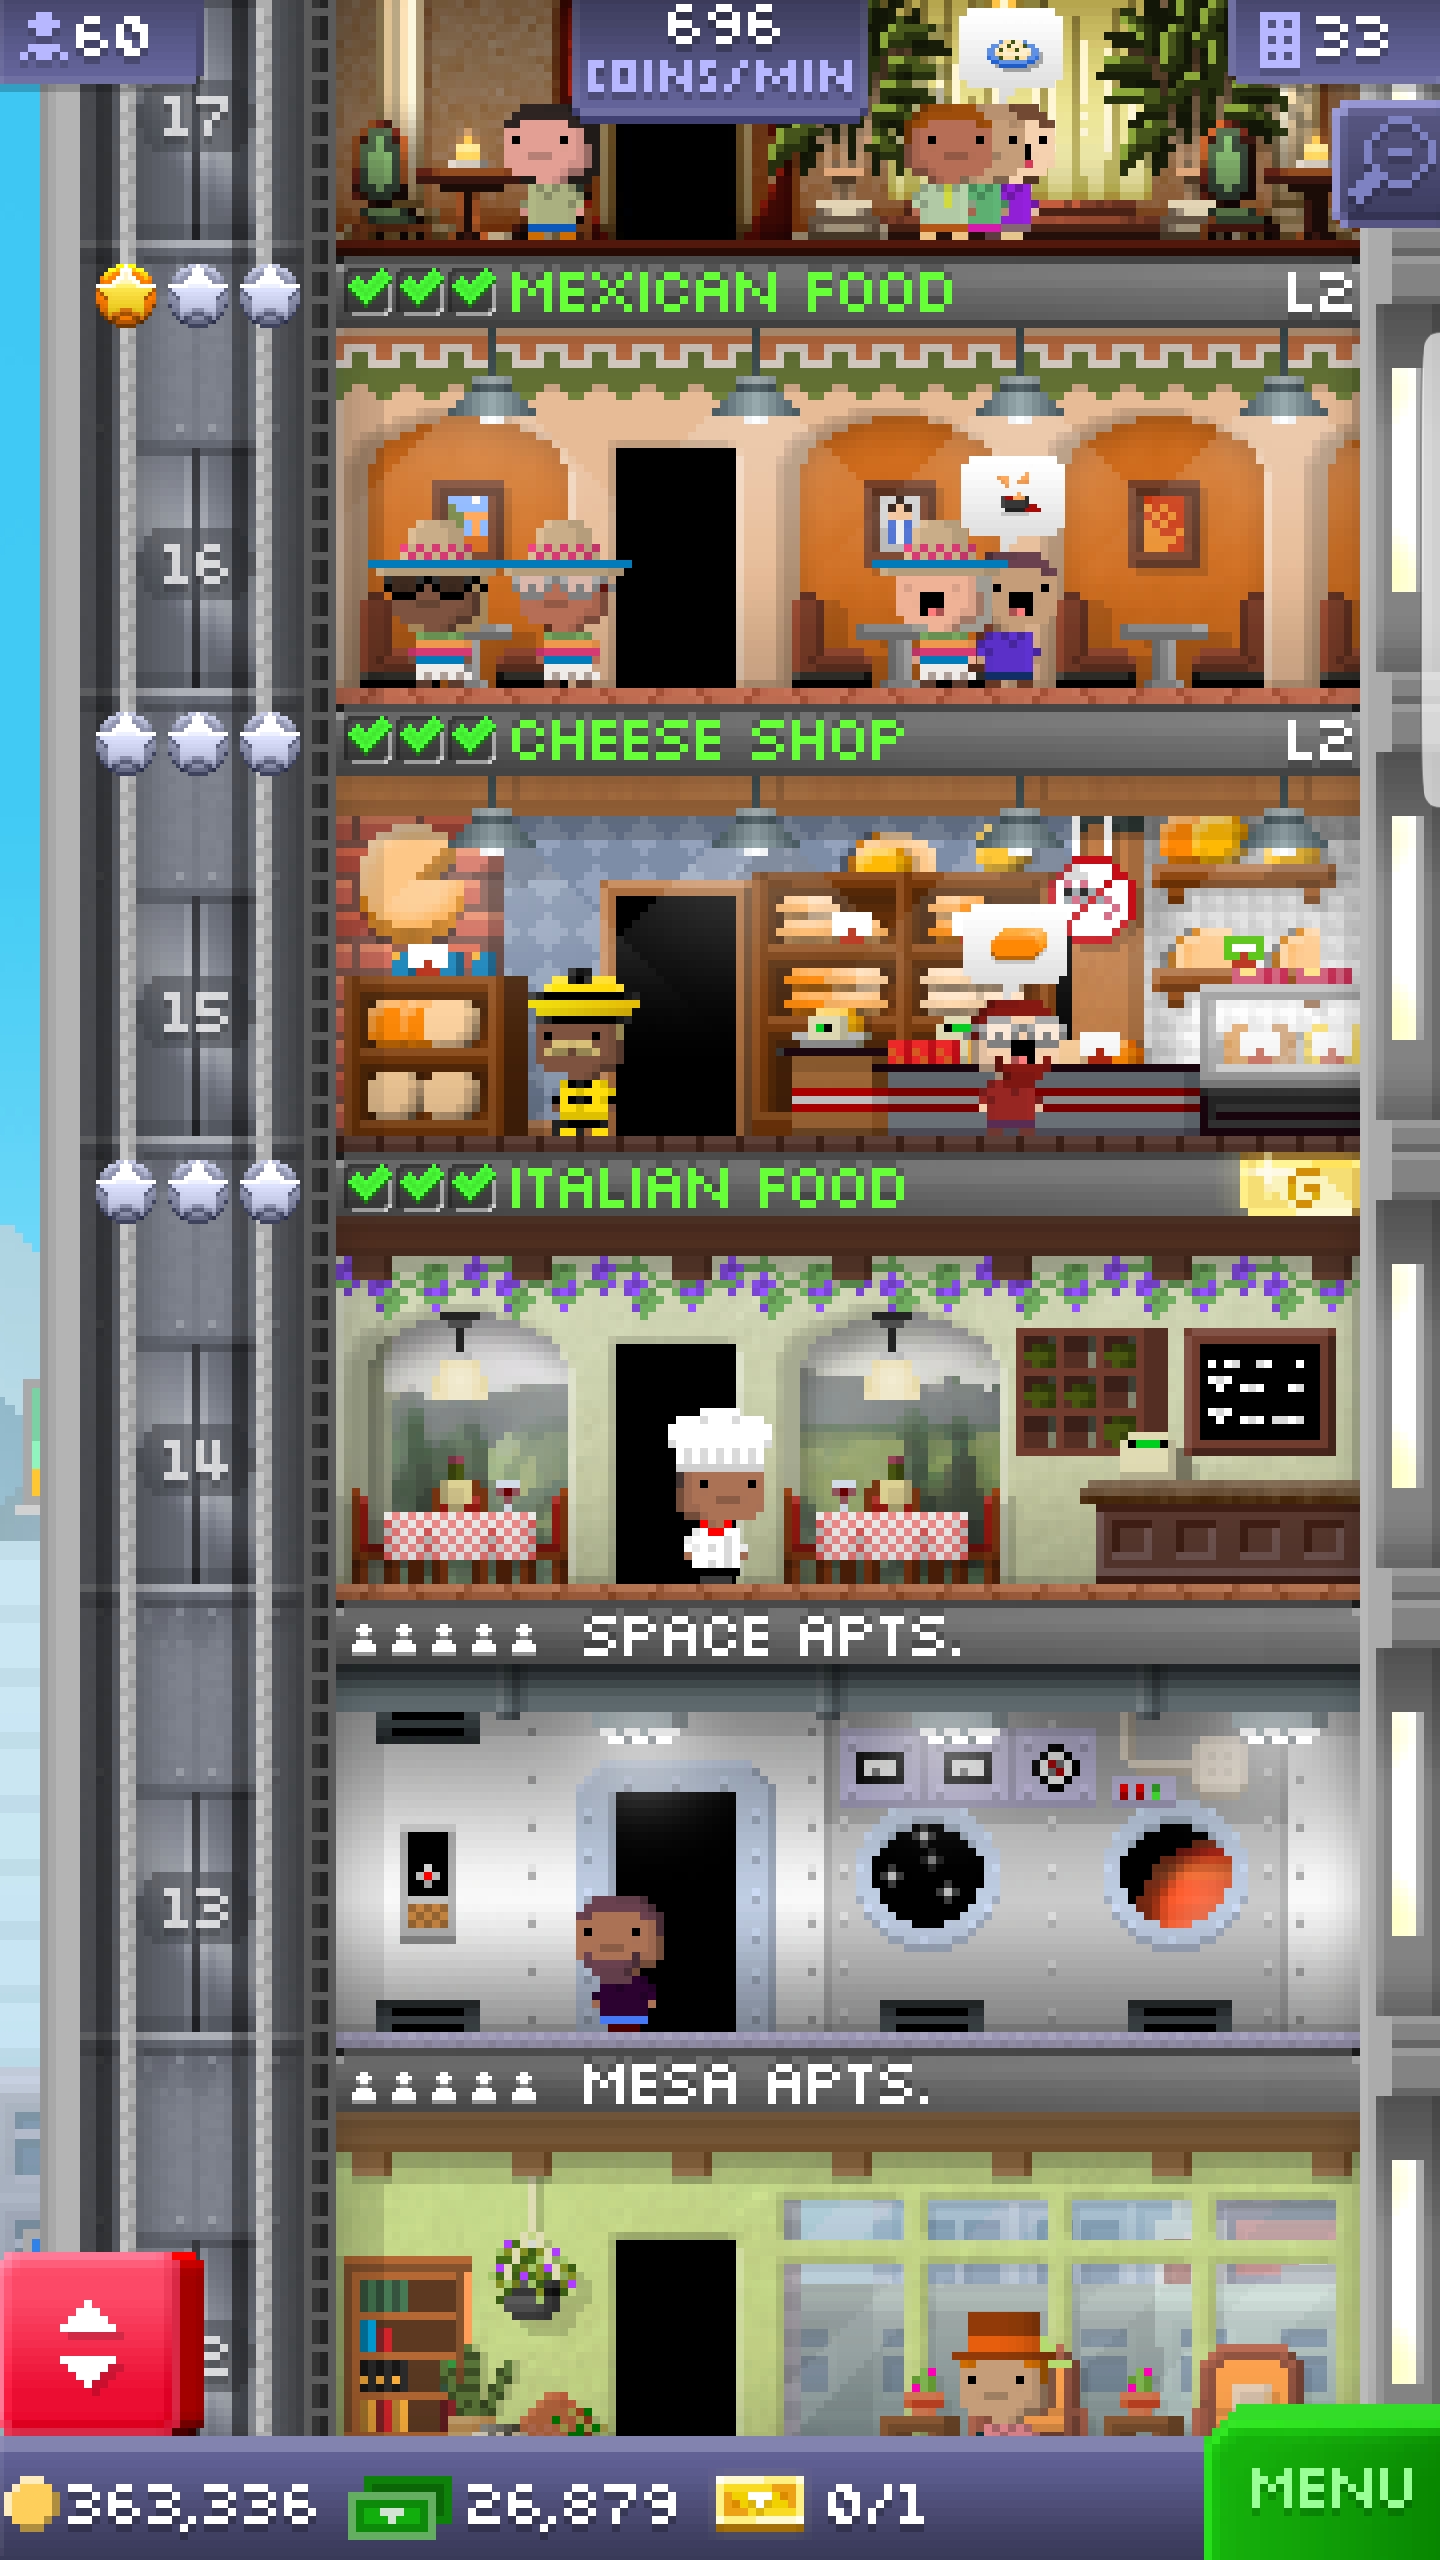 60
696
COINS/MIN
33
17
MEXICAN FOOD
L2
16
CHEESE SHOP
L2
15
ITALIAN FOOD
G
14
SPACE APTS.
13
MESA APTS.
2
363,336
26,879
0/1
MENU